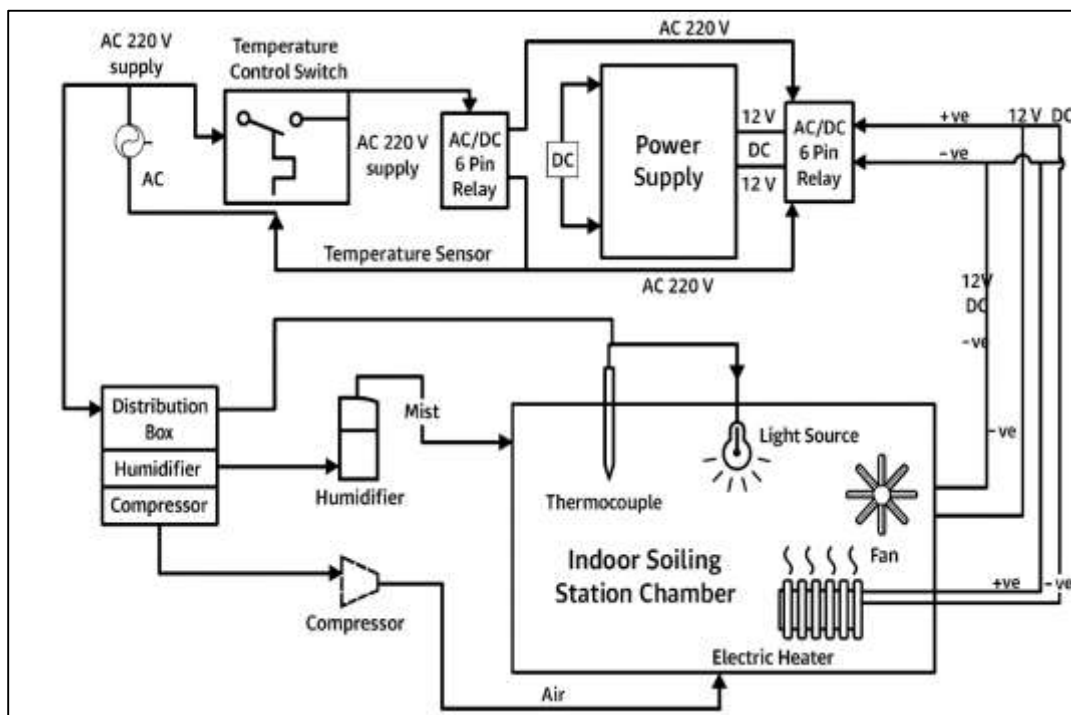 AC 220 V
supply
Temperature
Control Switch
AC 220 V
supply
AC
AC/DC
6 Pin
Relay
AC 220 V
DC
Power
Supply
12 V
DC
12 V
AC/DC
6 Pin
Relay
+ve
12 V DC
-ve
Temperature Sensor
AC 220 V
12V
DC
-ve
Distribution
Box
Humidifier
Compressor
Humidifier
Mist
Thermocouple
Light Source
-ve
Fan
Indoor Soiling
Station Chamber
+ve
-ve
Electric Heater
Compressor
Air